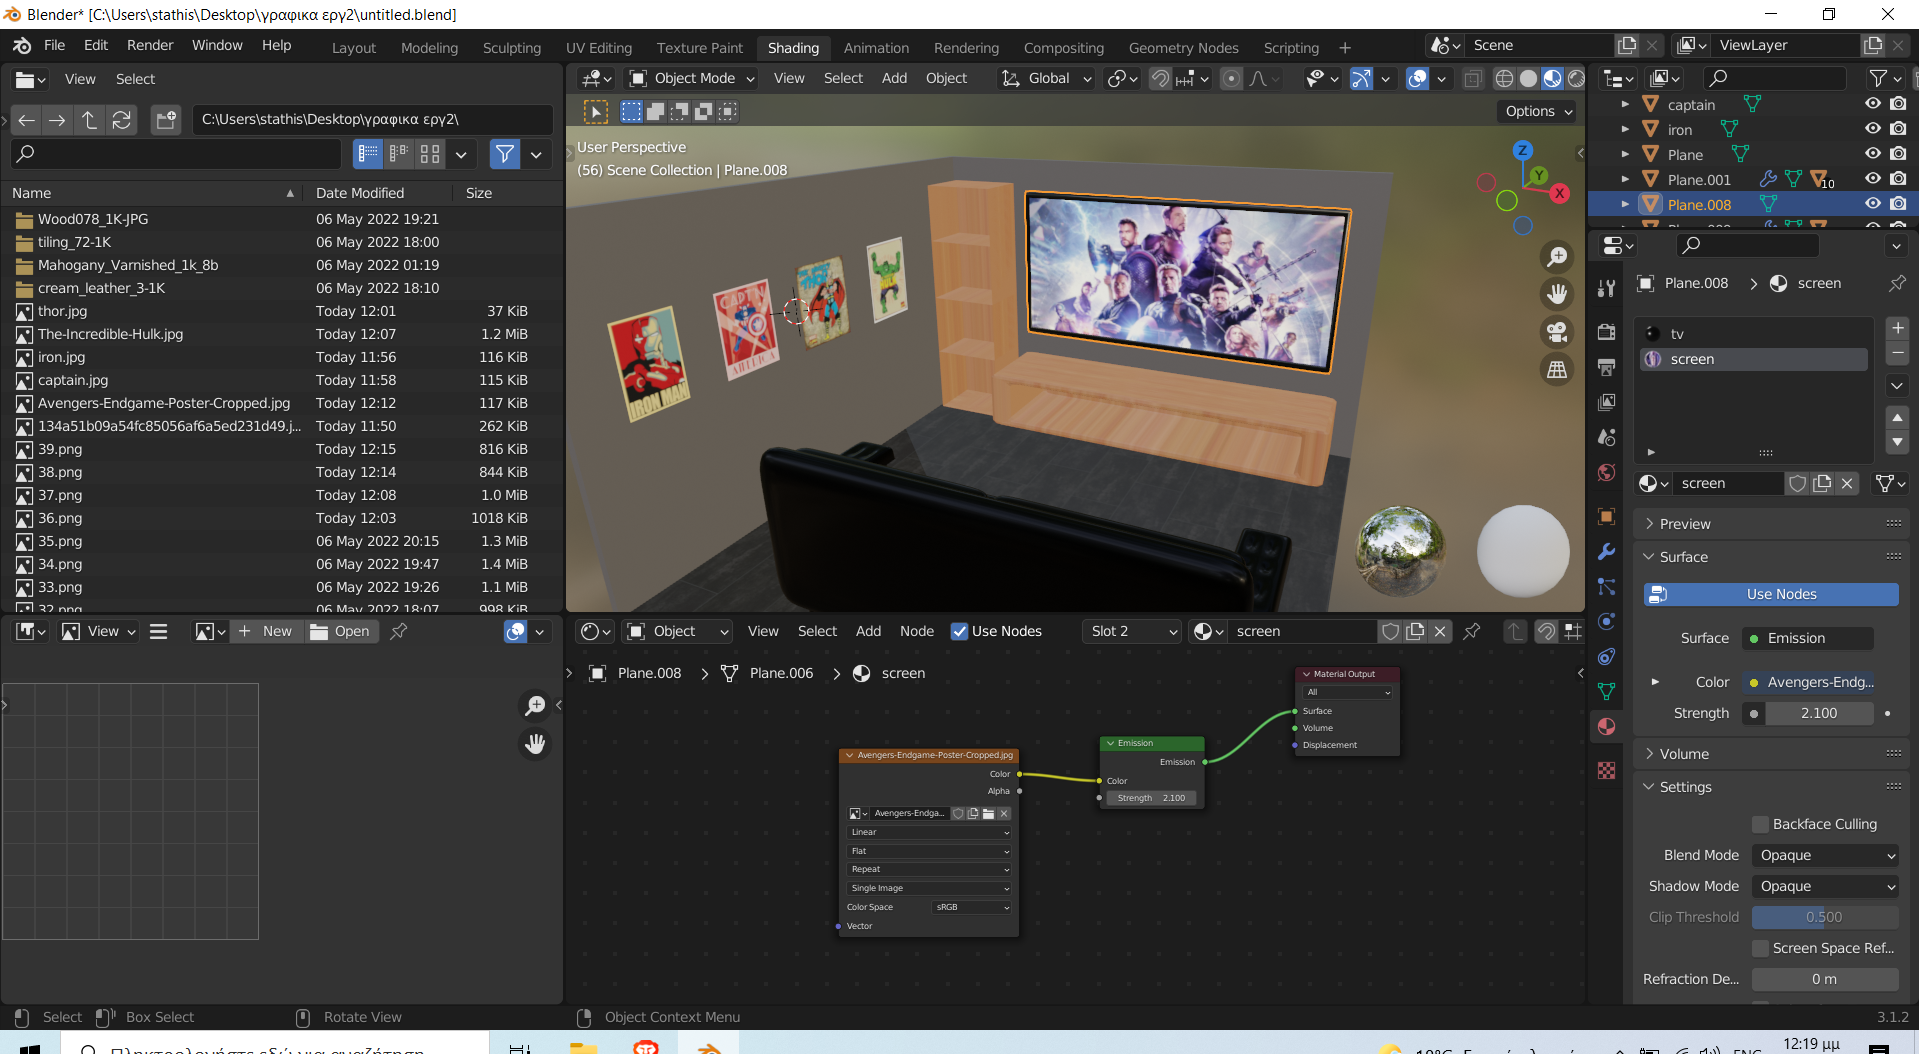 Blender* [C:\Users\stathis\Desktop\γραφικα εργ2\untitled.blend]
File Edit Render Window Help Layout Modeling Sculpting UV Editing Texture Paint Shading Animation Rendering Compositing Geometry Nodes Scripting Scene ViewLayer
View Select
C:\Users\stathis\Desktop\γραφικα εργ2\
Name Date Modified Size
Wood078_1K-JPG 06 May 2022 19:21
tiling_72-1K 06 May 2022 18:00
Mahogany_Varnished_1k_8b 06 May 2022 01:19
cream_leather_3-1K 06 May 2022 18:10
thor.jpg Today 12:01 37 KiB
The-Incredible-Hulk.jpg Today 12:07 1.2 MiB
iron.jpg Today 11:56 116 KiB
captain.jpg Today 11:58 115 KiB
Avengers-Endgame-Poster-Cropped.jpg Today 12:12 117 KiB
134a51b09a54fc85056af6a5ed231d49.j... Today 11:50 262 KiB
39.png Today 12:15 816 KiB
38.png Today 12:14 844 KiB
37.png Today 12:08 1.0 MiB
36.png Today 12:03 1018 KiB
35.png 06 May 2022 20:15 1.3 MiB
34.png 06 May 2022 19:47 1.4 MiB
33.png 06 May 2022 19:26 1.1 MiB
32.png 06 May 2022 18:07 998 KiB
Object Mode View Select Add Object Global
Options
User Perspective
(56) Scene Collection | Plane.008
Z
Y
X
CAPTAIN
AMERICA
THOR
IRON MAN
captain
iron
Plane
Plane.001 10
Plane.008
Plane.008 > screen
tv
screen
screen
Preview
Surface
Use Nodes
Surface Emission
Color Avengers-Endg...
Strength 2.100
Volume
Settings
Backface Culling
Blend Mode Opaque
Shadow Mode Opaque
Clip Threshold 0.500
Screen Space Ref...
Refraction De... 0 m
View New Open
Object View Select Add Node Use Nodes Slot 2 screen
Plane.008 > Plane.006 > screen
Avengers-Endgame-Poster-Cropped.jpg
Color
Alpha
Avengers-Endga...
Linear
Flat
Repeat
Single Image
Color Space sRGB
Vector
Emission
Emission
Color
Strength 2.100
Material Output
All
Surface
Volume
Displacement
Select Box Select Rotate View Object Context Menu 3.1.2
Πληκτρολογήστε εδώ για αναζήτηση ENG 12:19 μμ